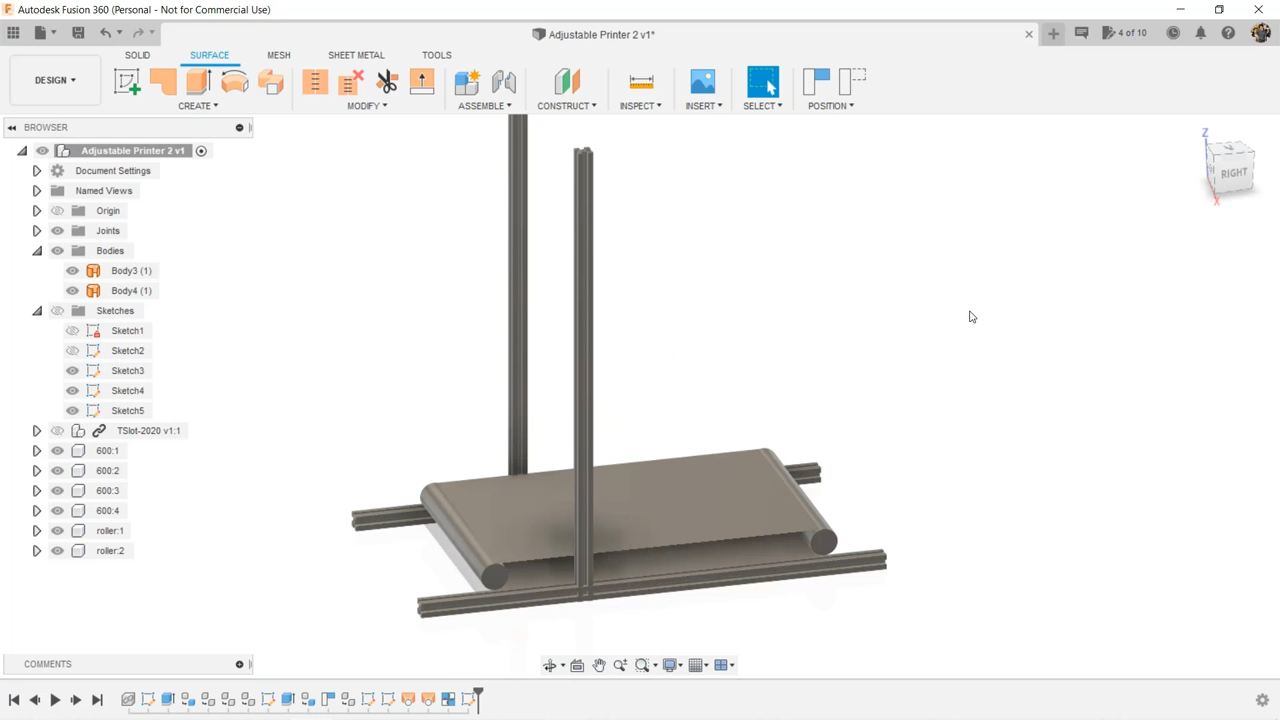 Autodesk Fusion 360 (Personal - Not for Commercial Use)
Adjustable Printer 2 v1*
4 of 10
DESIGN
SOLID
SURFACE
MESH
SHEET METAL
TOOLS
CREATE
MODIFY
ASSEMBLE
CONSTRUCT
INSPECT
INSERT
SELECT
POSITION
BROWSER
Adjustable Printer 2 v1
Document Settings
Named Views
Origin
Joints
Bodies
Body3 (1)
Body4 (1)
Sketches
Sketch1
Sketch2
Sketch3
Sketch4
Sketch5
TSlot-2020 v1:1
600:1
600:2
600:3
600:4
roller:1
roller:2
Z
RIGHT
X
COMMENTS